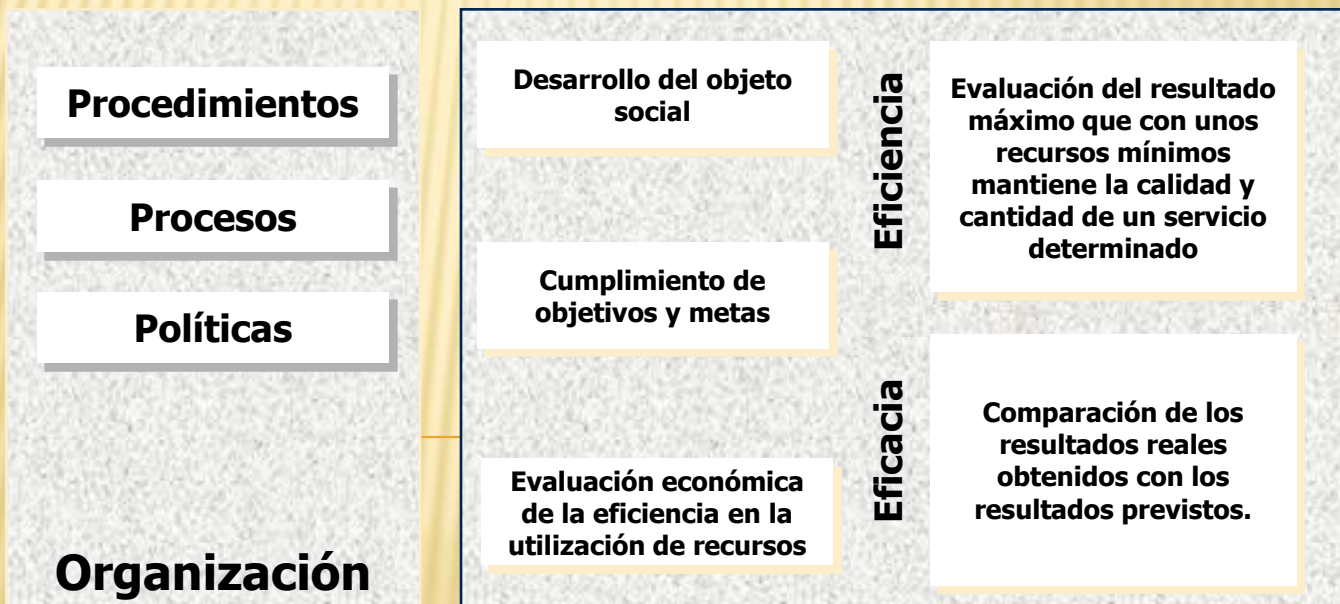 Procedimientos
Procesos
Políticas
Organización
Desarrollo del objeto
social
Cumplimiento de
objetivos y metas
Evaluación económica
de la eficiencia en la
utilización de recursos
Eficiencia
Evaluación del resultado
máximo que con unos
recursos mínimos
mantiene la calidad y
cantidad de un servicio
determinado
Eficacia
Comparación de los
resultados reales
obtenidos con los
resultados previstos.